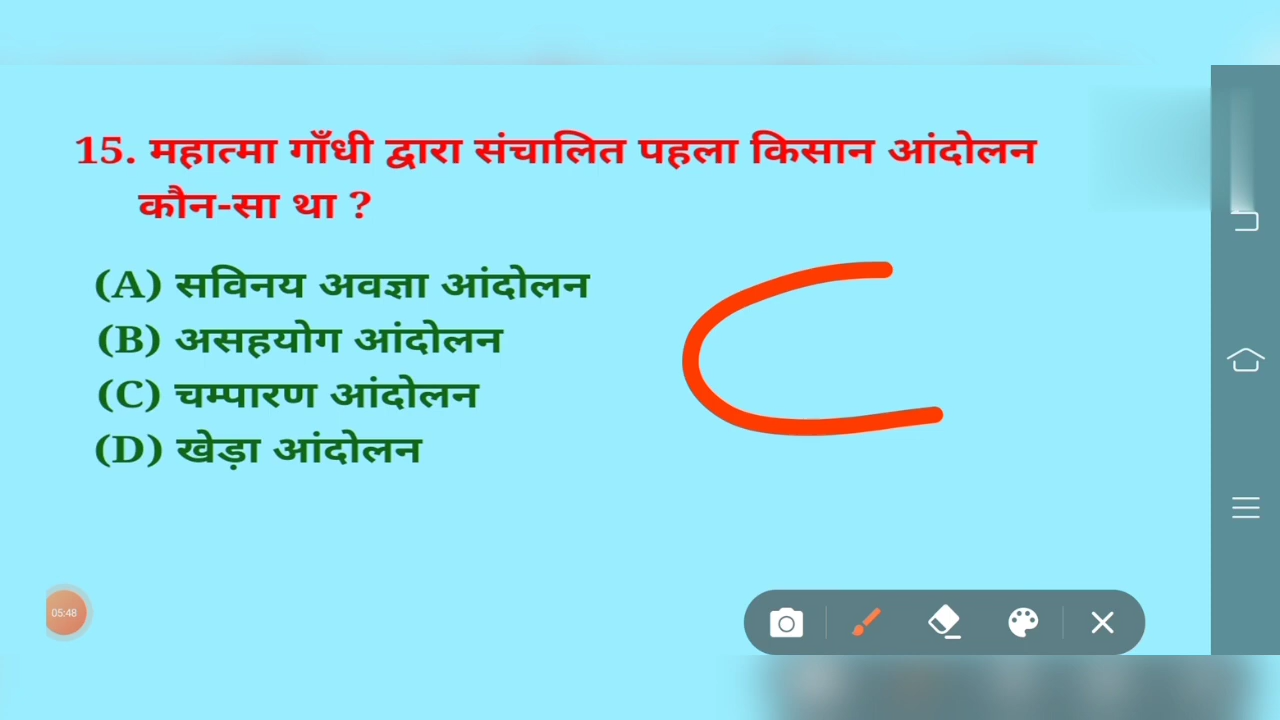 15. महात्मा गाँधी द्वारा संचालित पहला किसान आंदोलन
कौन-सा था ?
(A) सविनय अवज्ञा आंदोलन
(B) असहयोग आंदोलन
(C) चम्पारण आंदोलन
(D) खेड़ा आंदोलन
C
05:48